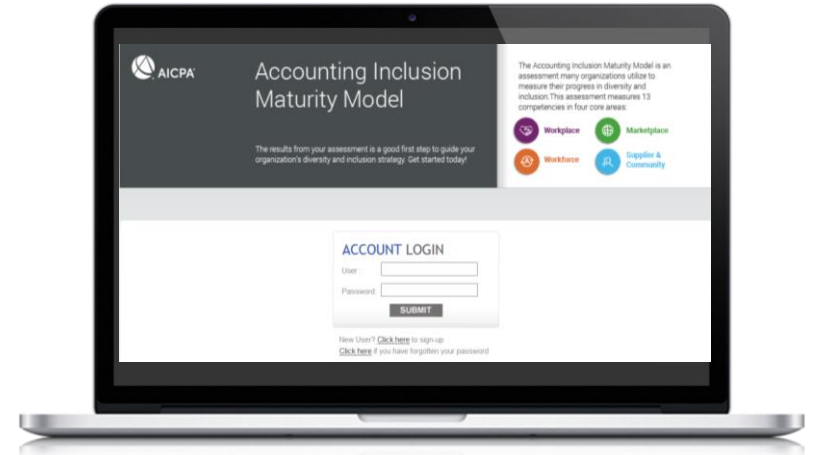 AICPA
Accounting Inclusion
Maturity Model
The results from your assessment is a good first step to guide your
organization's diversity and inclusion strategy. Get started today!
The Accounting Inclusion Maturity Model is an
assessment many organizations utilize to
measure their progress in diversity and
inclusion.This assessment measures 13
competencies in four core areas:
Workplace
Marketplace
Workforce
Supplier &
Community
ACCOUNT LOGIN
User :
Password:
SUBMIT
New User? Click here to sign-up
Click here if you have forgotten your password